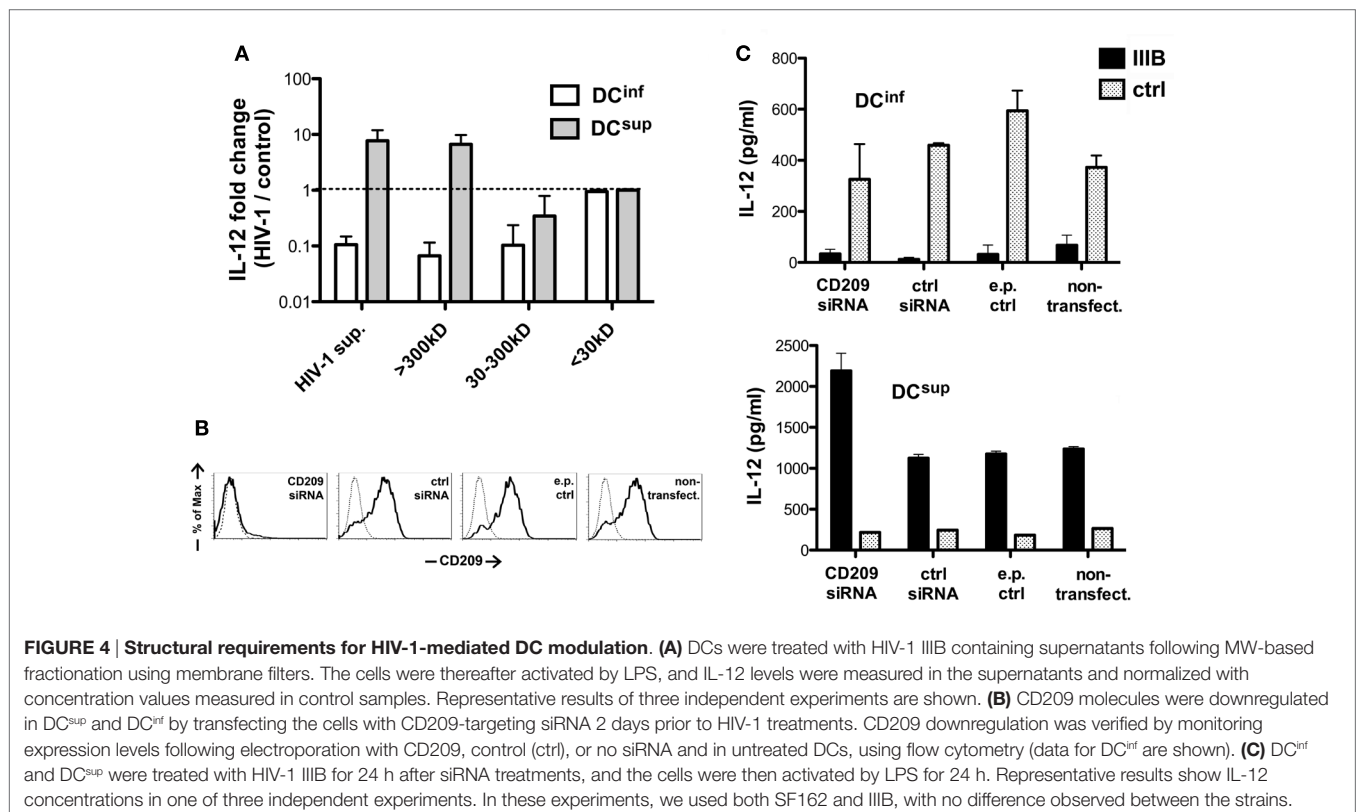 A
100
10
1
0.1
0.01
IL-12 fold change
(HIV-1 / control)
DCinf
DCsup
HIV-1 sup.
>300kD
30-300kD
<30kD
B
% of Max
CD209
siRNA
ctrl
siRNA
e.p.
ctrl
non-
transfect.
CD209
C
IIIB
ctrl
800
600
400
200
0
IL-12 (pg/ml)
DCinf
CD209
siRNA
ctrl
siRNA
e.p.
ctrl
non-
transfect.
2500
2000
1500
1000
500
0
IL-12 (pg/ml)
DCsup
CD209
siRNA
ctrl
siRNA
e.p.
ctrl
non-
transfect.
FIGURE 4 | Structural requirements for HIV-1-mediated DC modulation. (A) DCs were treated with HIV-1 IIIB containing supernatants following MW-based
fractionation using membrane filters. The cells were thereafter activated by LPS, and IL-12 levels were measured in the supernatants and normalized with
concentration values measured in control samples. Representative results of three independent experiments are shown. (B) CD209 molecules were downregulated
in DCsup and DCinf by transfecting the cells with CD209-targeting siRNA 2 days prior to HIV-1 treatments. CD209 downregulation was verified by monitoring
expression levels following electroporation with CD209, control (ctrl), or no siRNA and in untreated DCs, using flow cytometry (data for DCinf are shown). (C) DCinf
and DCsup were treated with HIV-1 IIIB for 24 h after siRNA treatments, and the cells were then activated by LPS for 24 h. Representative results show IL-12
concentrations in one of three independent experiments. In these experiments, we used both SF162 and IIIB, with no difference observed between the strains.